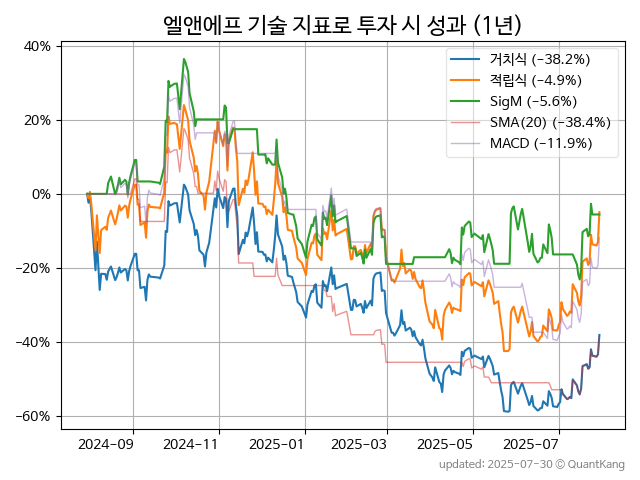 엘앤에프 기술 지표로 투자 시 성과 (1년)
40%
20%
0%
−20%
−40%
−60%
거치식 (−38.2%)
적립식 (−4.9%)
SigM (−5.6%)
SMA(20) (−38.4%)
MACD (−11.9%)
2024-09 2024-11 2025-01 2025-03 2025-05 2025-07
updated: 2025-07-30 © QuantKang